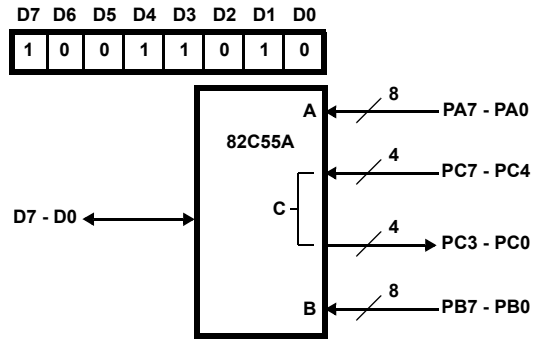 D7 D6 D5 D4 D3 D2 D1 D0
1 0 0 1 1 0 1 0
A
8
PA7 - PA0
82C55A
4
PC7 - PC4
C
D7 - D0
4
PC3 - PC0
8
B
PB7 - PB0